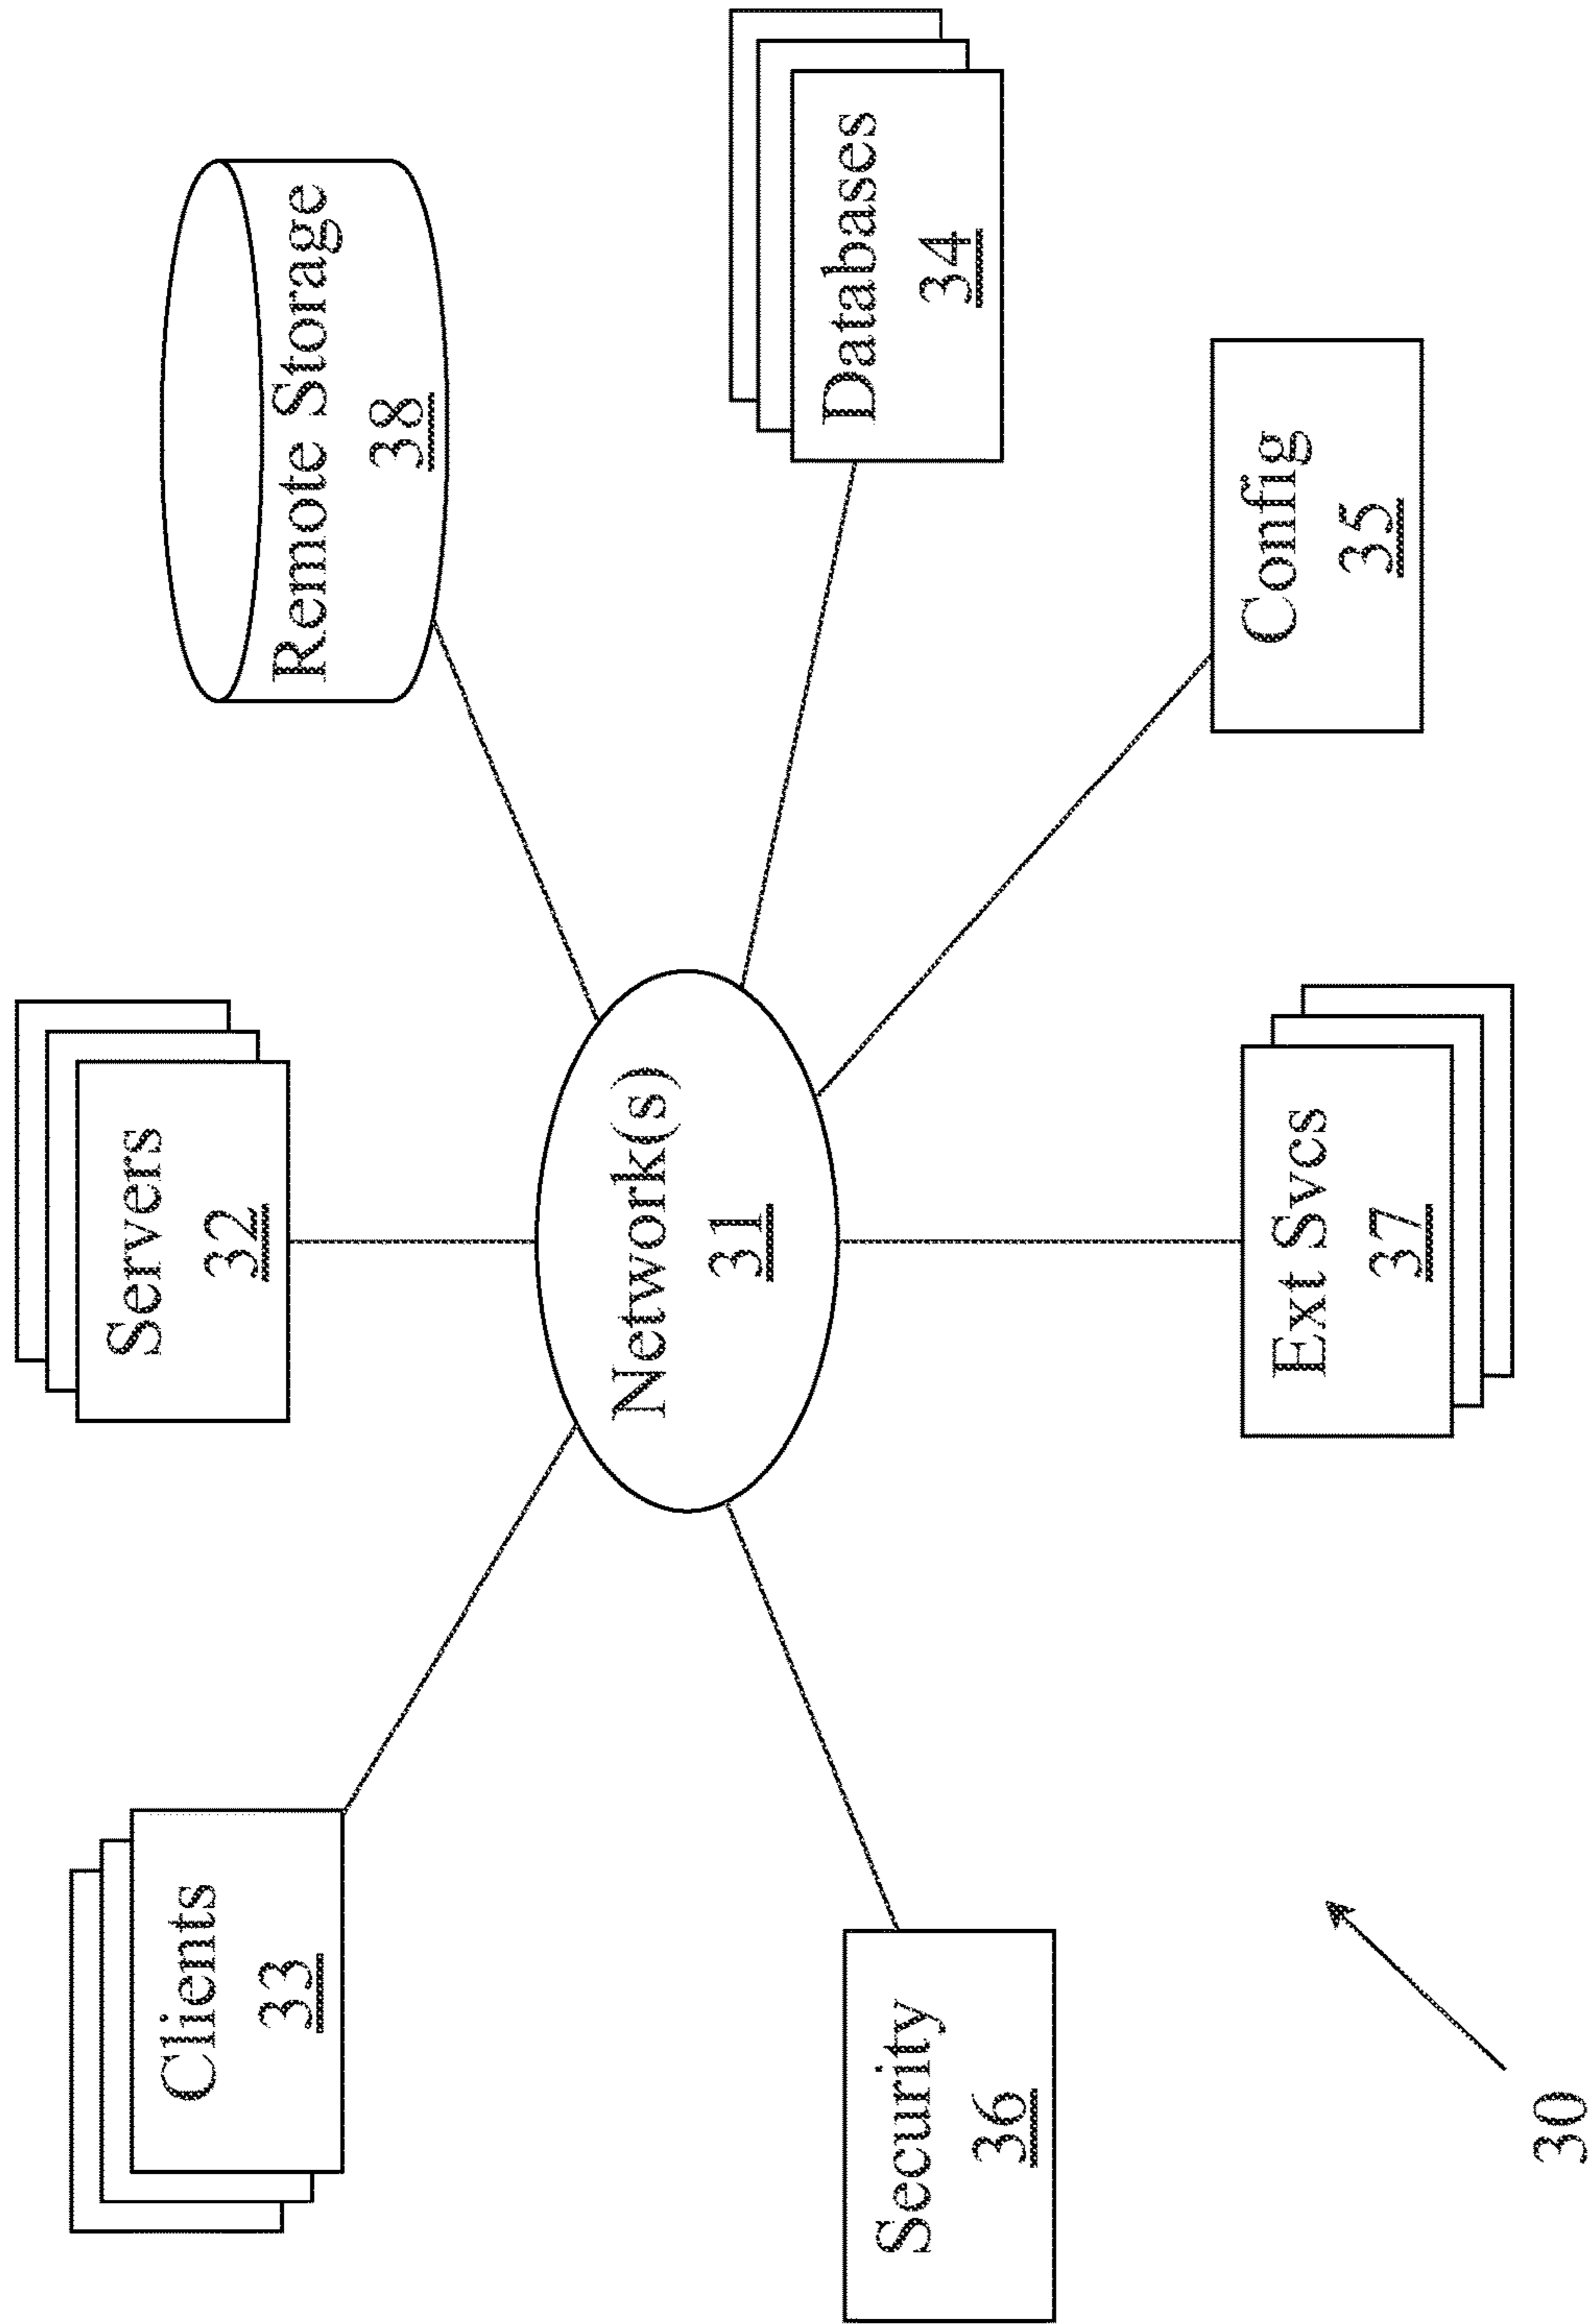 Servers
32
Remote Storage
38
Clients
33
Network(s)
31
Databases
34
Security
36
Ext Svcs
37
Config
35
30